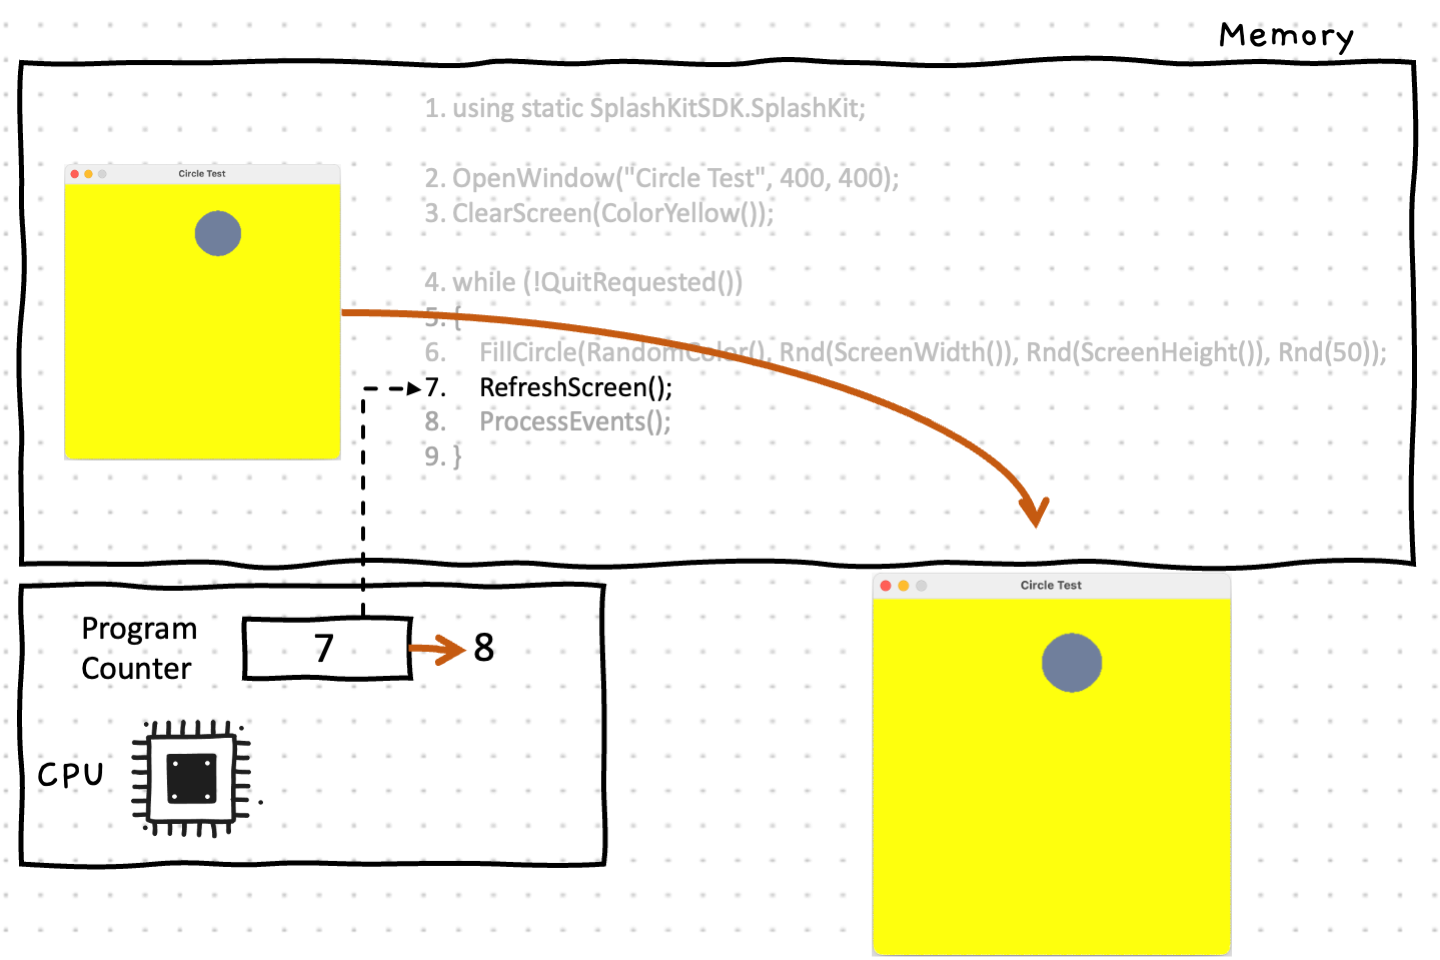 Memory
1. using static SplashKitSDK.SplashKit;
Circle Test
2. OpenWindow("Circle Test", 400, 400);
3. ClearScreen(ColorYellow());
4. while (!QuitRequested())
5. {
6. FillCircle(RandomColor(), Rnd(ScreenWidth()), Rnd(ScreenHeight()), Rnd(50));
7. RefreshScreen();
8. ProcessEvents();
9. }
Program
Counter
7
8
CPU
Circle Test